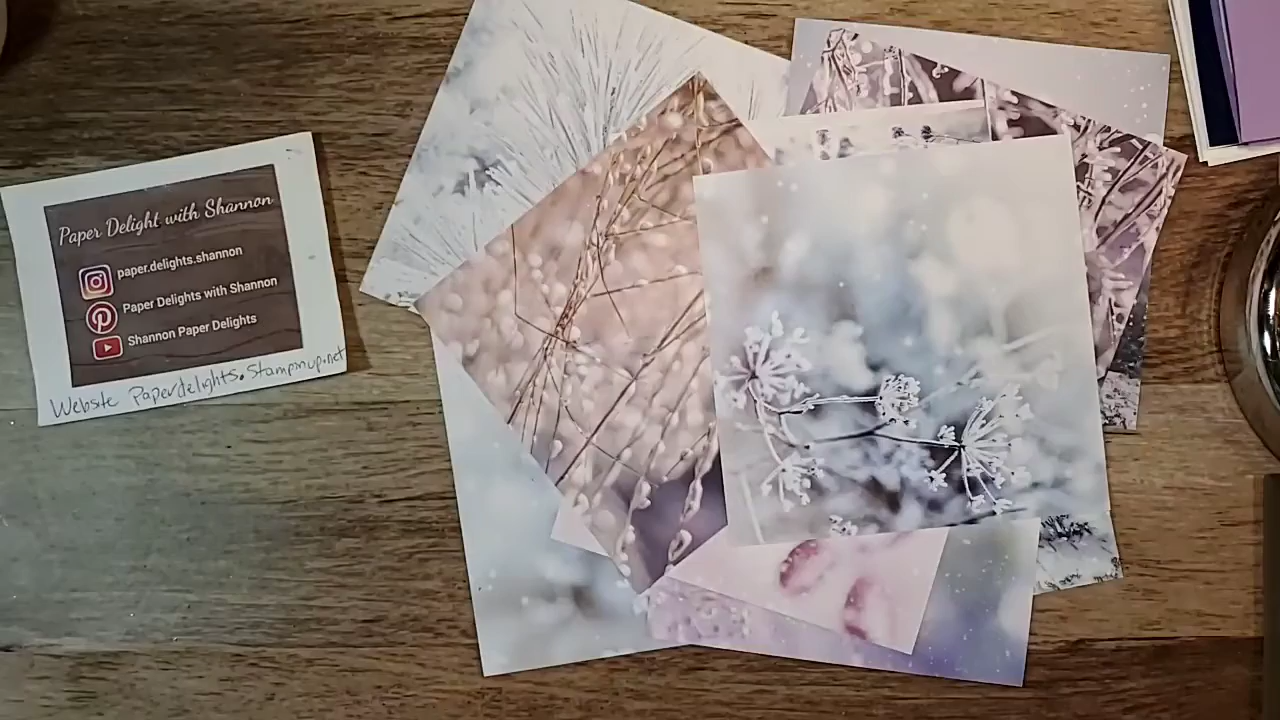 Paper Delight with Shannon
paper.delights.shannon
Paper Delights with Shannon
Shannon Paper Delights
Website Paperdelights.stampinup.net